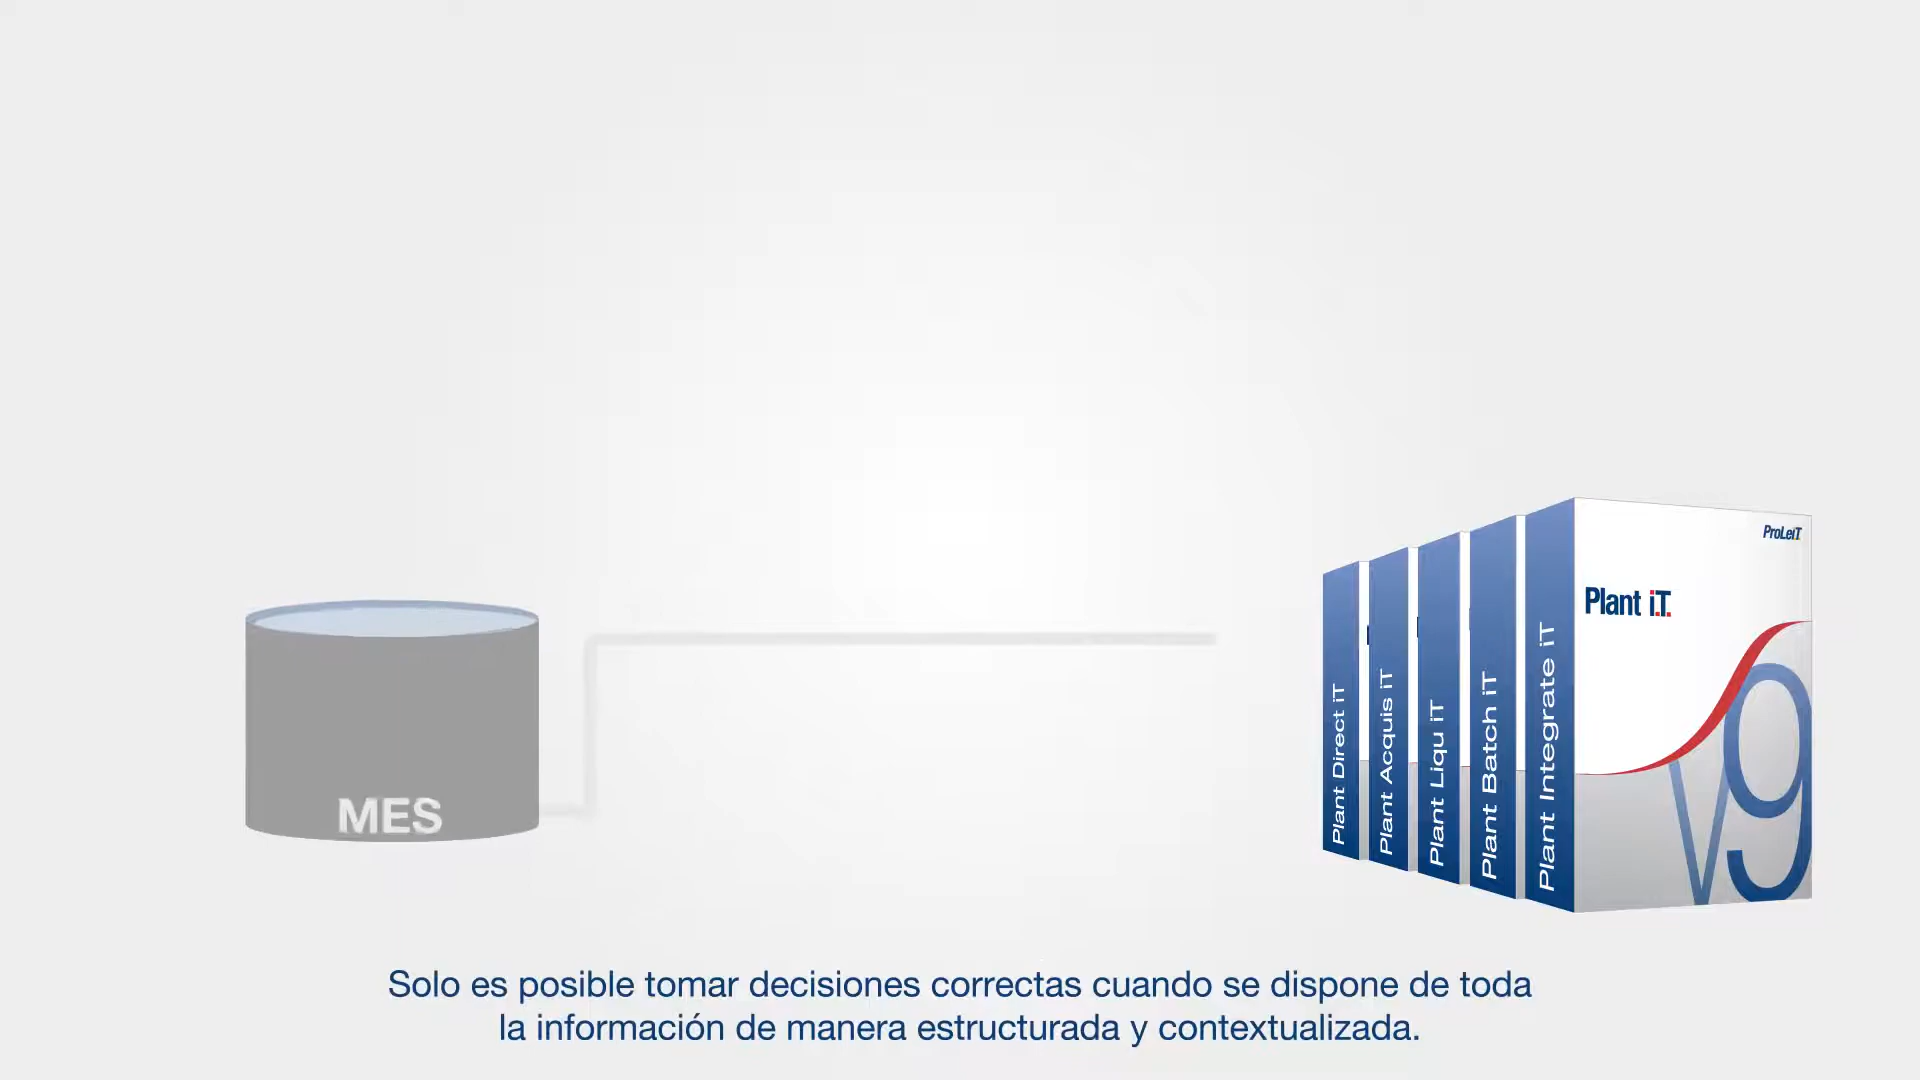 ProLeiT
Plant iT
V9
Plant Direct iT
Plant Acquis iT
Plant Liqu iT
Plant Batch iT
Plant Integrate iT
MES
Solo es posible tomar decisiones correctas cuando se dispone de toda
la información de manera estructurada y contextualizada.